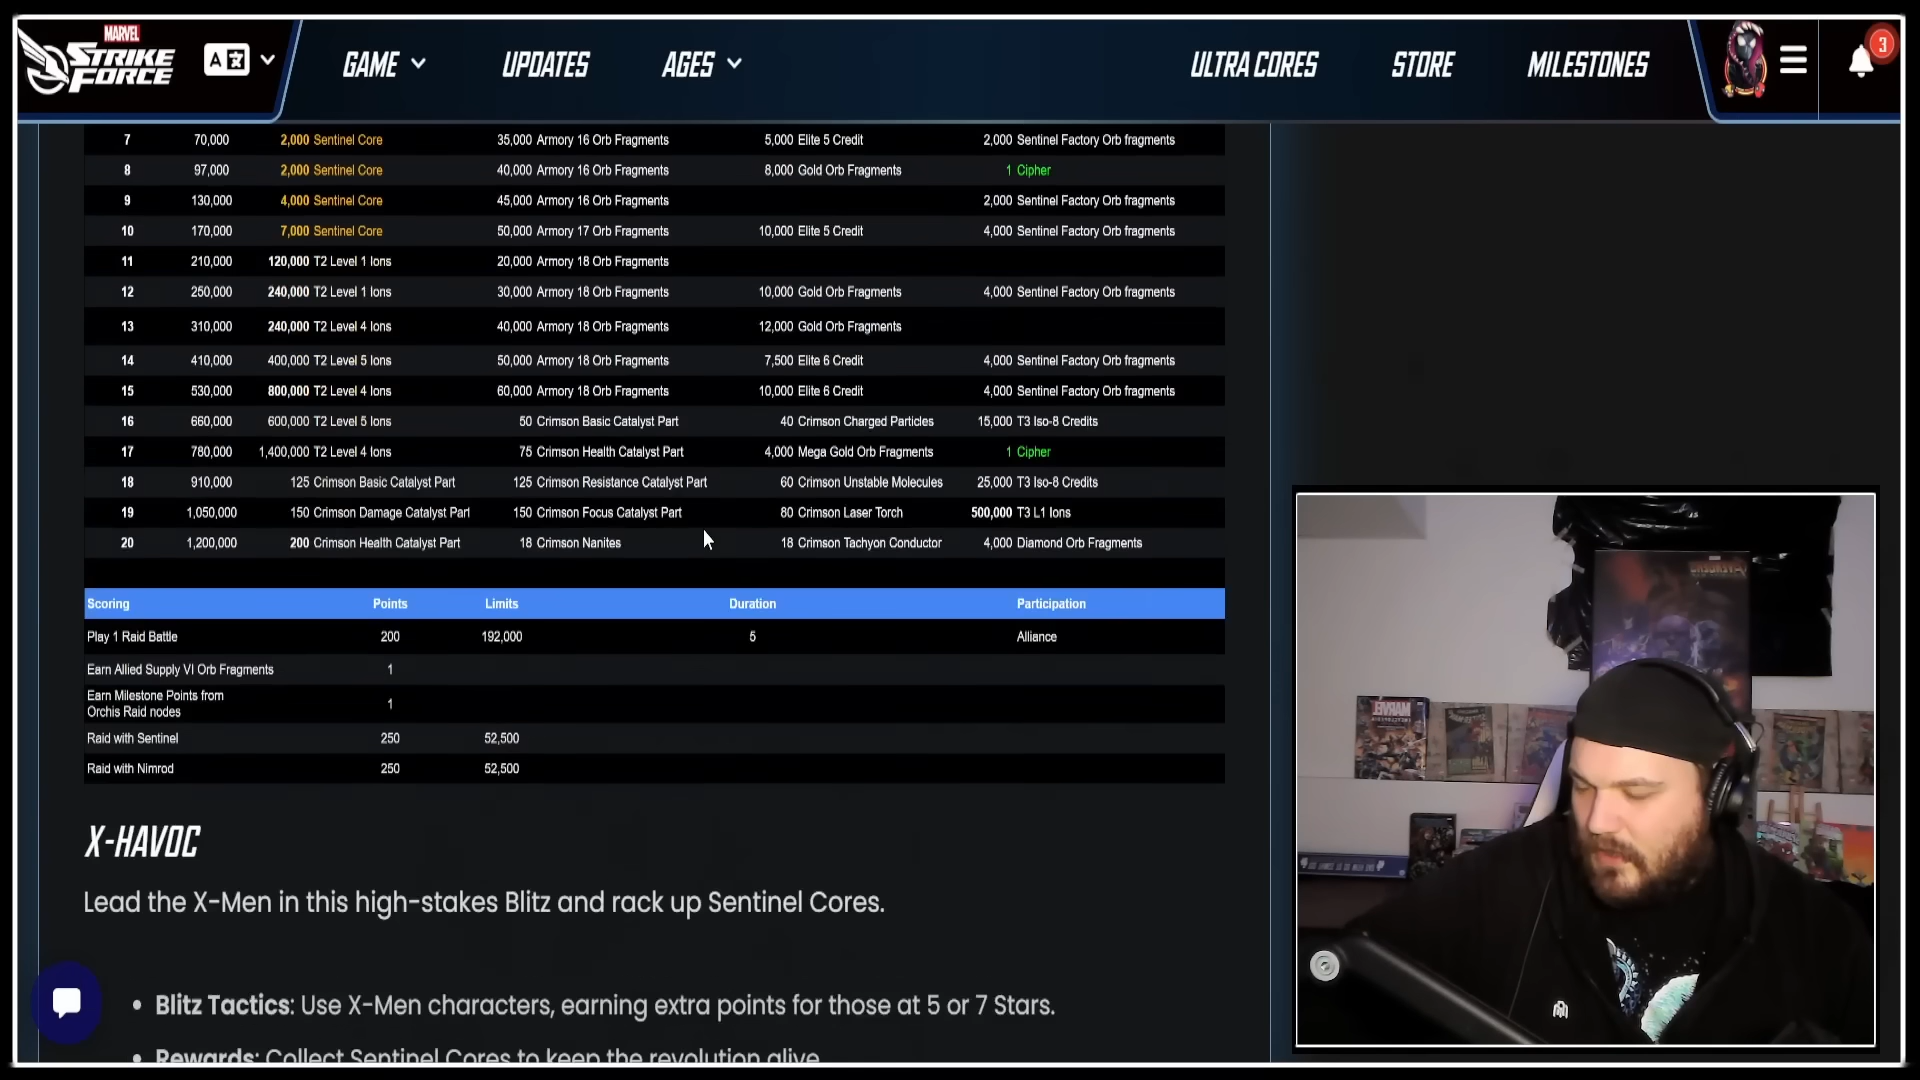 MARVEL
STRIKE FORCE
A
GAME
UPDATES
AGES
ULTRA CORES
STORE
MILESTONES
3
7 70,000 2,000 Sentinel Core 35,000 Armory 16 Orb Fragments 5,000 Elite 5 Credit 2,000 Sentinel Factory Orb fragments
8 97,000 2,000 Sentinel Core 40,000 Armory 16 Orb Fragments 8,000 Gold Orb Fragments 1 Cipher
9 130,000 4,000 Sentinel Core 45,000 Armory 16 Orb Fragments 2,000 Sentinel Factory Orb fragments
10 170,000 7,000 Sentinel Core 50,000 Armory 17 Orb Fragments 10,000 Elite 5 Credit 4,000 Sentinel Factory Orb fragments
11 210,000 120,000 T2 Level 1 Ions 20,000 Armory 18 Orb Fragments
12 250,000 240,000 T2 Level 1 Ions 30,000 Armory 18 Orb Fragments 10,000 Gold Orb Fragments 4,000 Sentinel Factory Orb fragments
13 310,000 240,000 T2 Level 4 Ions 40,000 Armory 18 Orb Fragments 12,000 Gold Orb Fragments
14 410,000 400,000 T2 Level 5 Ions 50,000 Armory 18 Orb Fragments 7,500 Elite 6 Credit 4,000 Sentinel Factory Orb fragments
15 530,000 800,000 T2 Level 4 Ions 60,000 Armory 18 Orb Fragments 10,000 Elite 6 Credit 4,000 Sentinel Factory Orb fragments
16 660,000 600,000 T2 Level 5 Ions 50 Crimson Basic Catalyst Part 40 Crimson Charged Particles 15,000 T3 Iso-8 Credits
17 780,000 1,400,000 T2 Level 4 Ions 75 Crimson Health Catalyst Part 4,000 Mega Gold Orb Fragments 1 Cipher
18 910,000 125 Crimson Basic Catalyst Part 125 Crimson Resistance Catalyst Part 60 Crimson Unstable Molecules 25,000 T3 Iso-8 Credits
19 1,050,000 150 Crimson Damage Catalyst Part 150 Crimson Focus Catalyst Part 80 Crimson Laser Torch 500,000 T3 L1 Ions
20 1,200,000 200 Crimson Health Catalyst Part 18 Crimson Nanites 18 Crimson Tachyon Conductor 4,000 Diamond Orb Fragments
Scoring Points Limits Duration Participation
Play 1 Raid Battle 200 192,000 5 Alliance
Earn Allied Supply VI Orb Fragments 1
Earn Milestone Points from
Orchis Raid nodes 1
Raid with Sentinel 250 52,500
Raid with Nimrod 250 52,500
X-HAVOC
Lead the X-Men in this high-stakes Blitz and rack up Sentinel Cores.
• Blitz Tactics: Use X-Men characters, earning extra points for those at 5 or 7 Stars.
• Rewards: Collect Sentinel Cores to keep the revolution alive